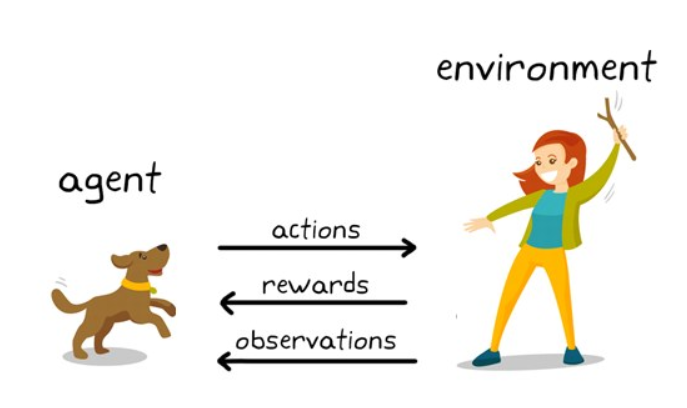 environment
agent
actions
rewards
observations